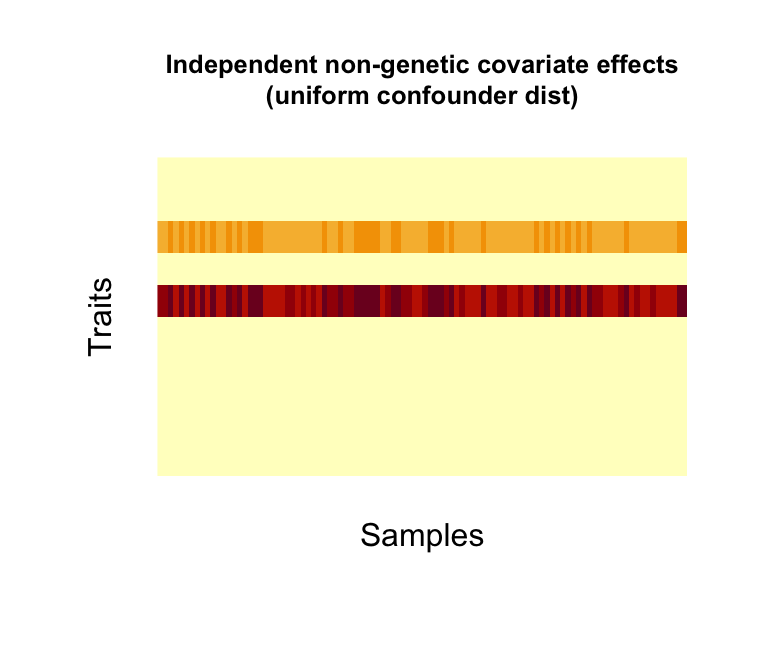 Independent non-genetic covariate effects
(uniform confounder dist)
Traits
Samples